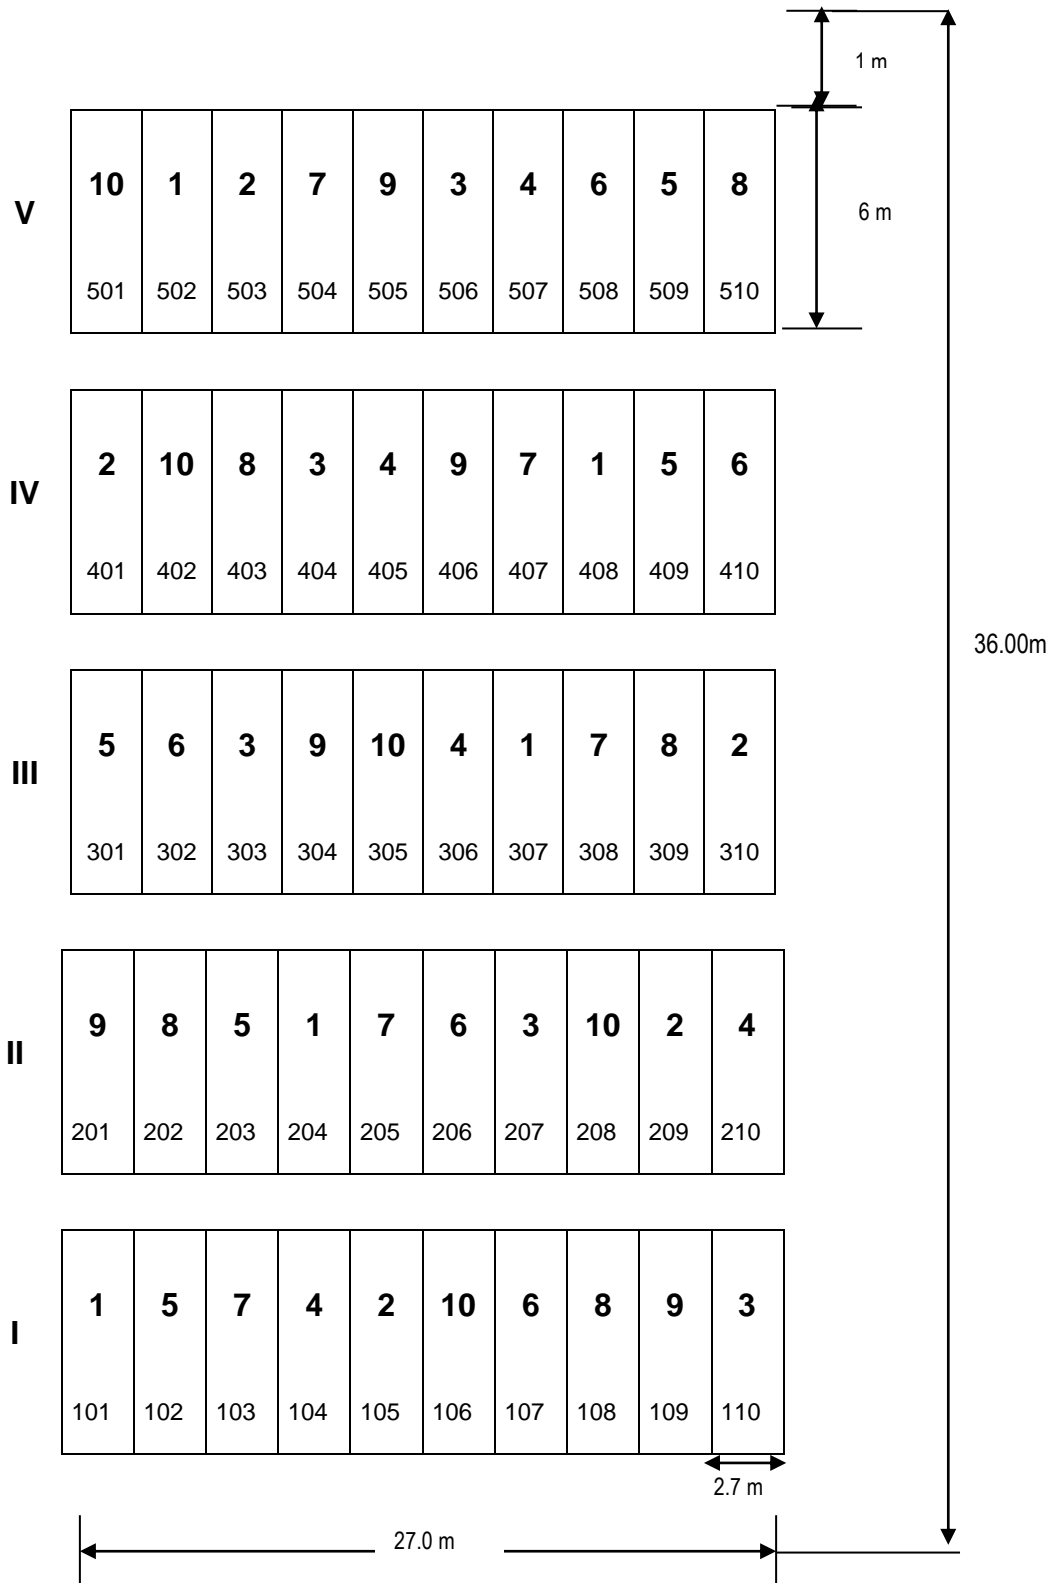 1 m
10 1 2 7 9 3 4 6 5 8
V
6 m
501 502 503 504 505 506 507 508 509 510
2 10 8 3 4 9 7 1 5 6
IV
401 402 403 404 405 406 407 408 409 410
36.00m
5 6 3 9 10 4 1 7 8 2
III
301 302 303 304 305 306 307 308 309 310
9 8 5 1 7 6 3 10 2 4
II
201 202 203 204 205 206 207 208 209 210
1 5 7 4 2 10 6 8 9 3
I
101 102 103 104 105 106 107 108 109 110
2.7 m
27.0 m